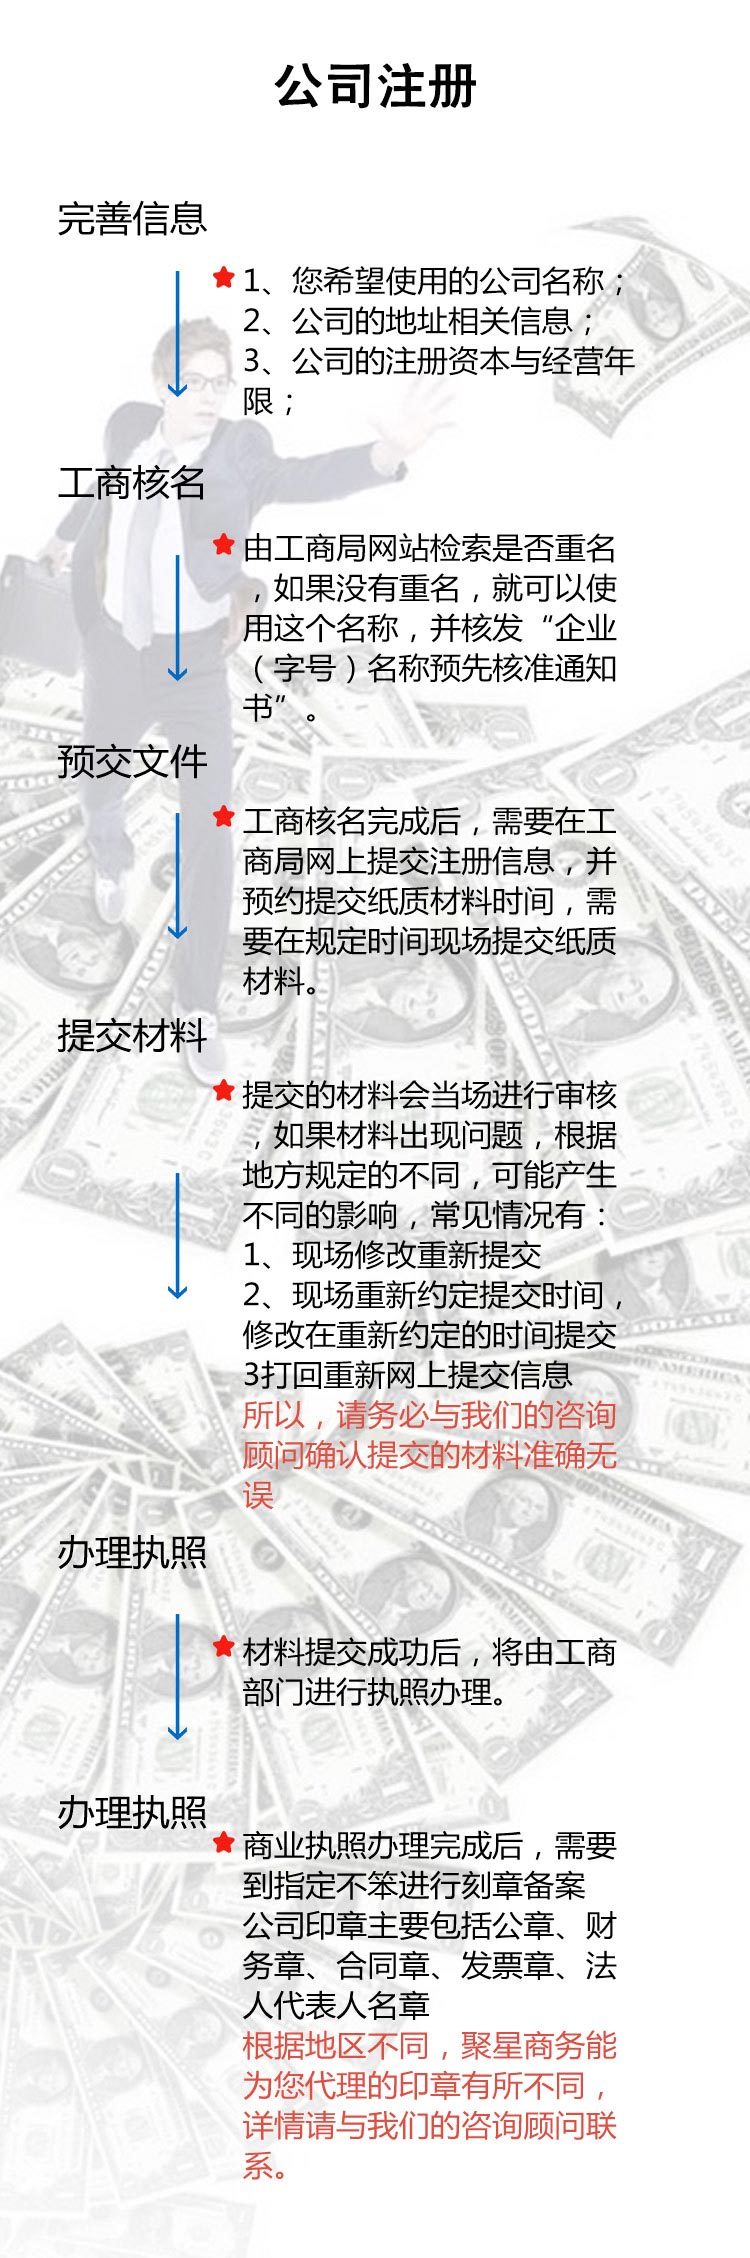 公司注册
完善信息
1、您希望使用的公司名称；
2、公司的地址相关信息；
3、公司的注册资本与经营年
限；
工商核名
由工商局网站检索是否重名
，如果没有重名，就可以使
用这个名称，并核发“企业
（字号）名称预先核准通知
书”。
预交文件
工商核名完成后，需要在工
商局网上提交注册信息，并
预约提交纸质材料时间，需
要在规定时间现场提交纸质
材料。
提交材料
提交的材料会当场进行审核
，如果材料出现问题，根据
地方规定的不同，可能产生
不同的影响，常见情况有：
1、现场修改重新提交
2、现场重新约定提交时间，
修改在重新约定的时间提交
3打回重新网上提交信息
所以，请务必与我们的咨询
顾问确认提交的材料准确无
误
办理执照
材料提交成功后，将由工商
部门进行执照办理。
办理执照
商业执照办理完成后，需要
到指定不笨进行刻章备案
公司印章主要包括公章、财
务章、合同章、发票章、法
人代表人名章
根据地区不同，聚星商务能
为您代理的印章有所不同，
详情请与我们的咨询顾问联
系。